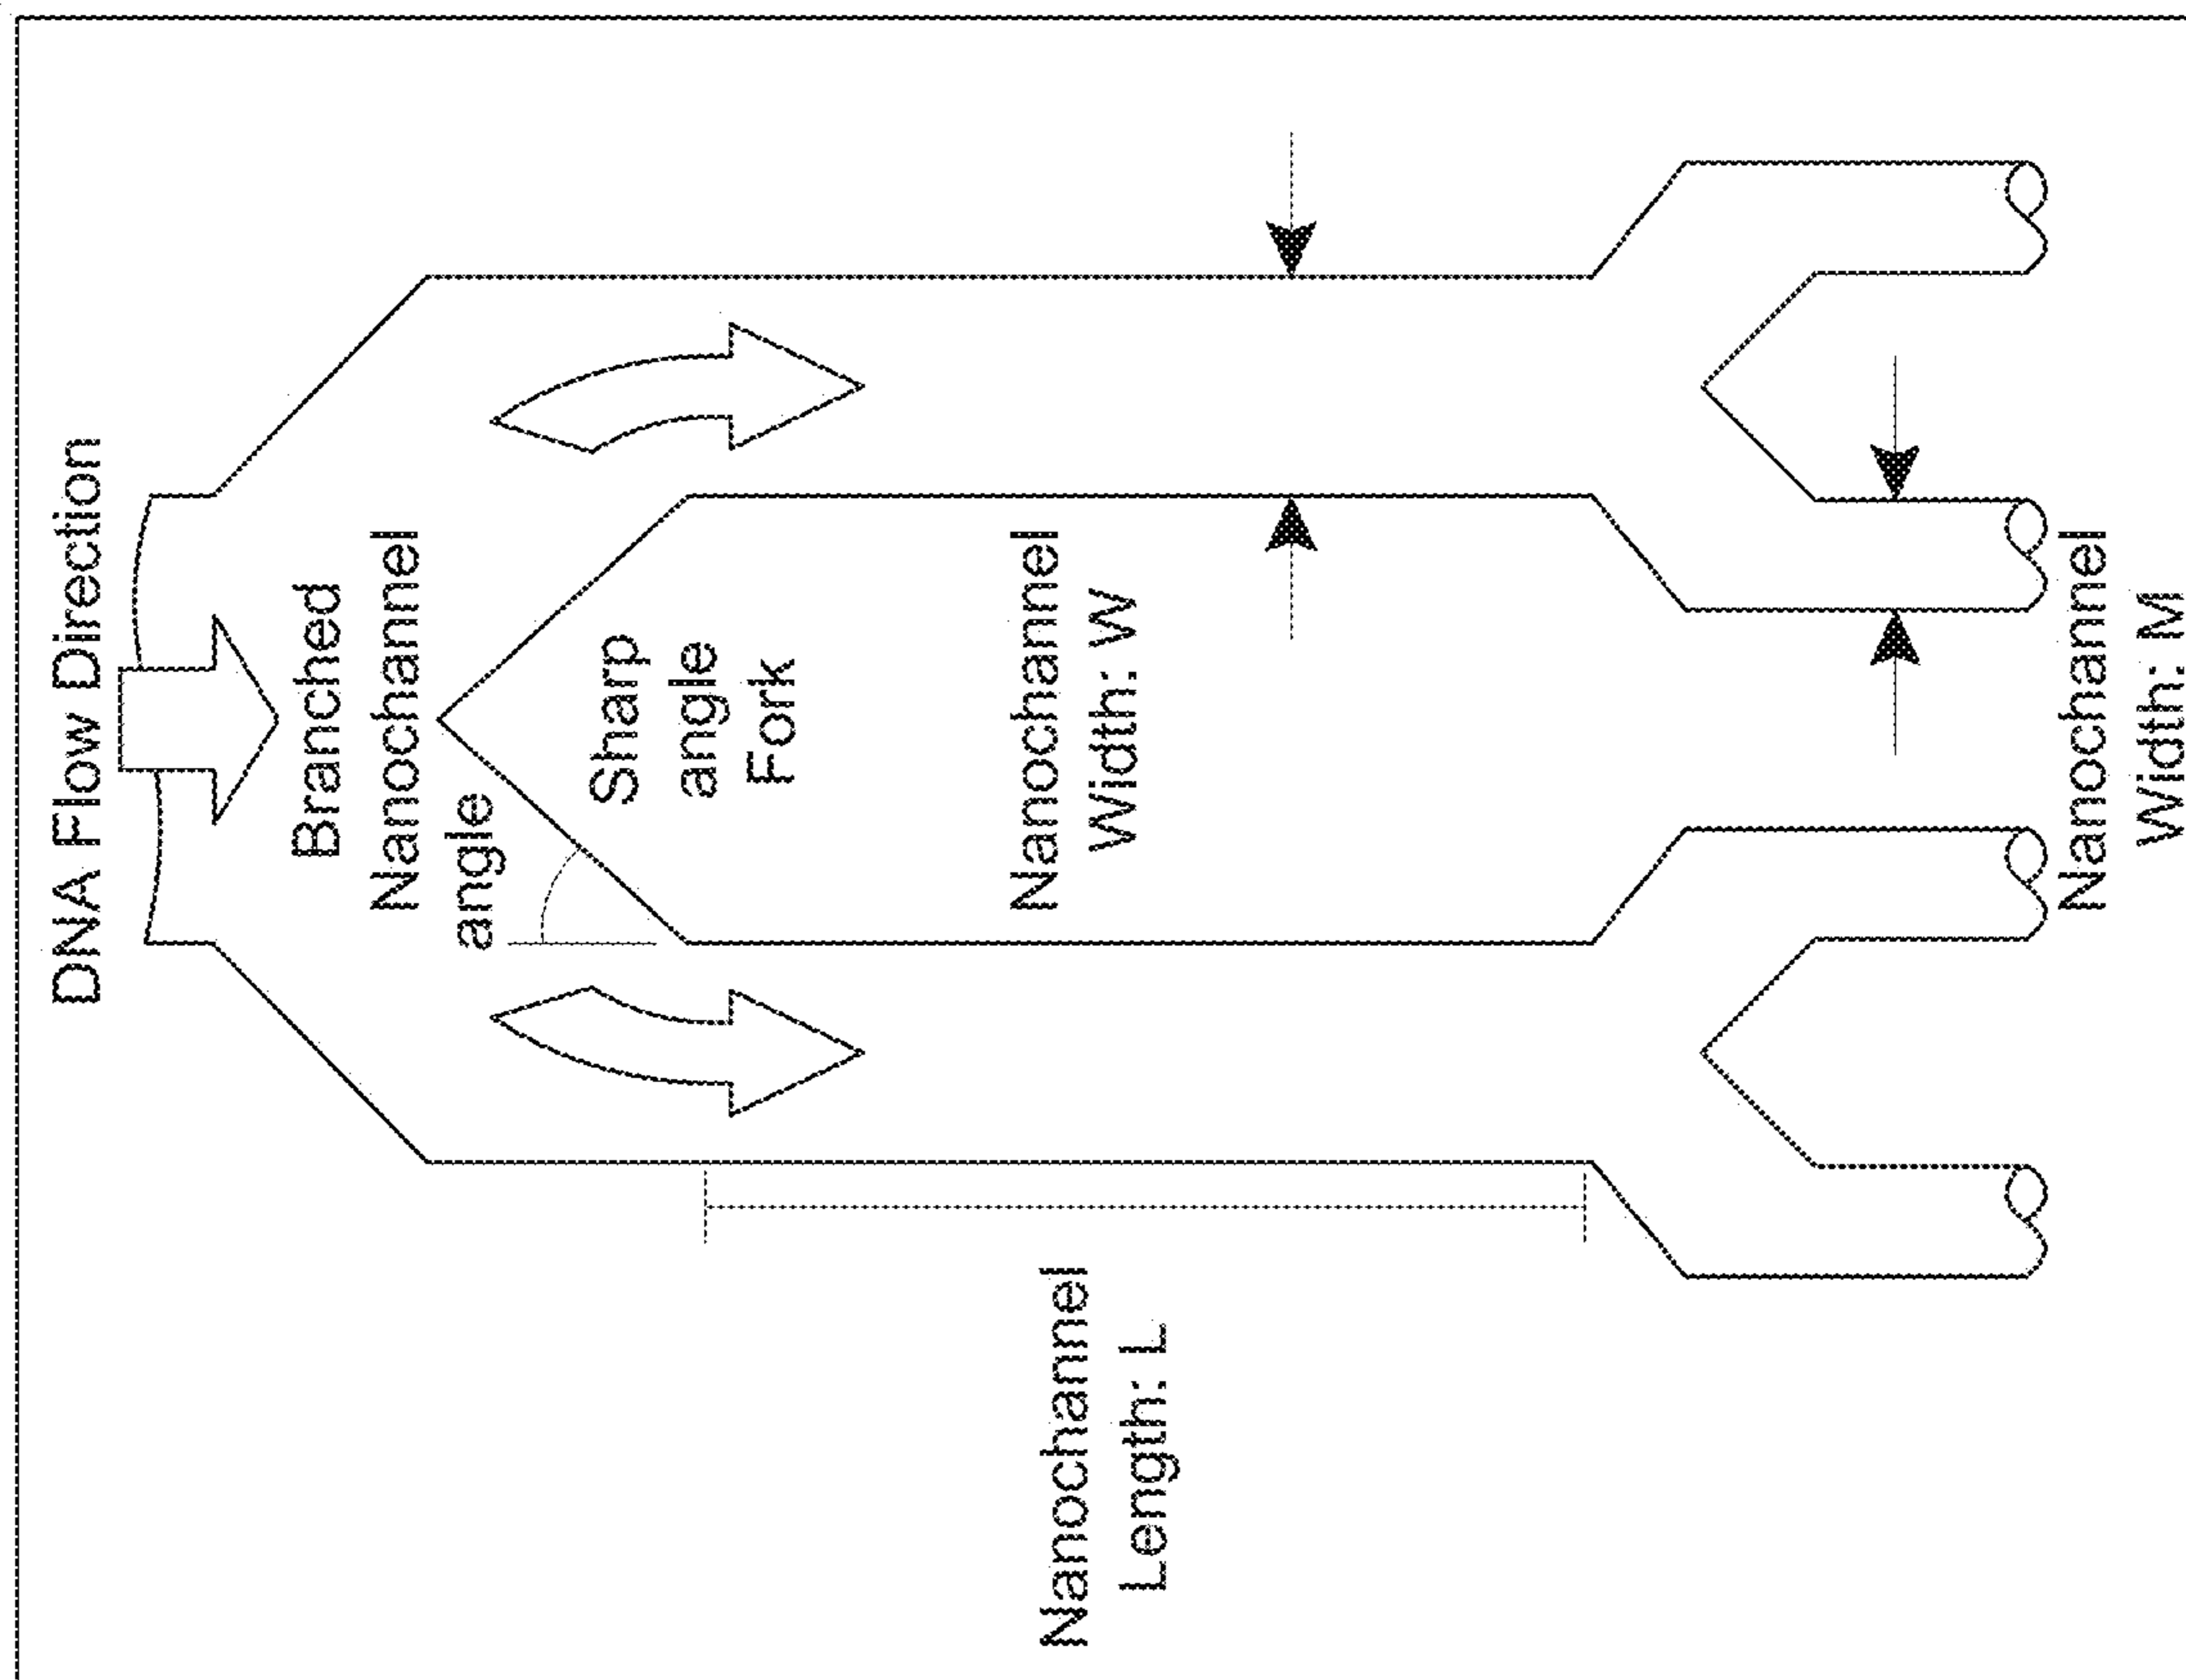 DNA Flow Direction
Branched
Nanochannel
angle
Sharp
angle
Fork
Nanochannel
Width: W
Nanochannel
Length: L
Nanochannel
Width: M